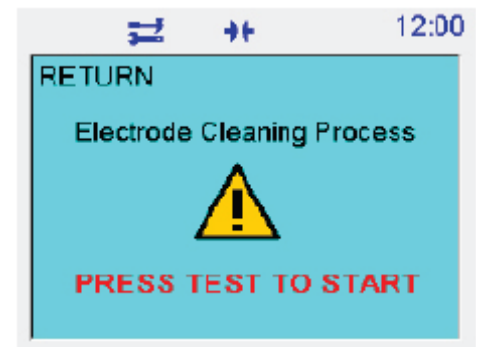 12:00
RETURN
Electrode Cleaning Process
PRESS TEST TO START